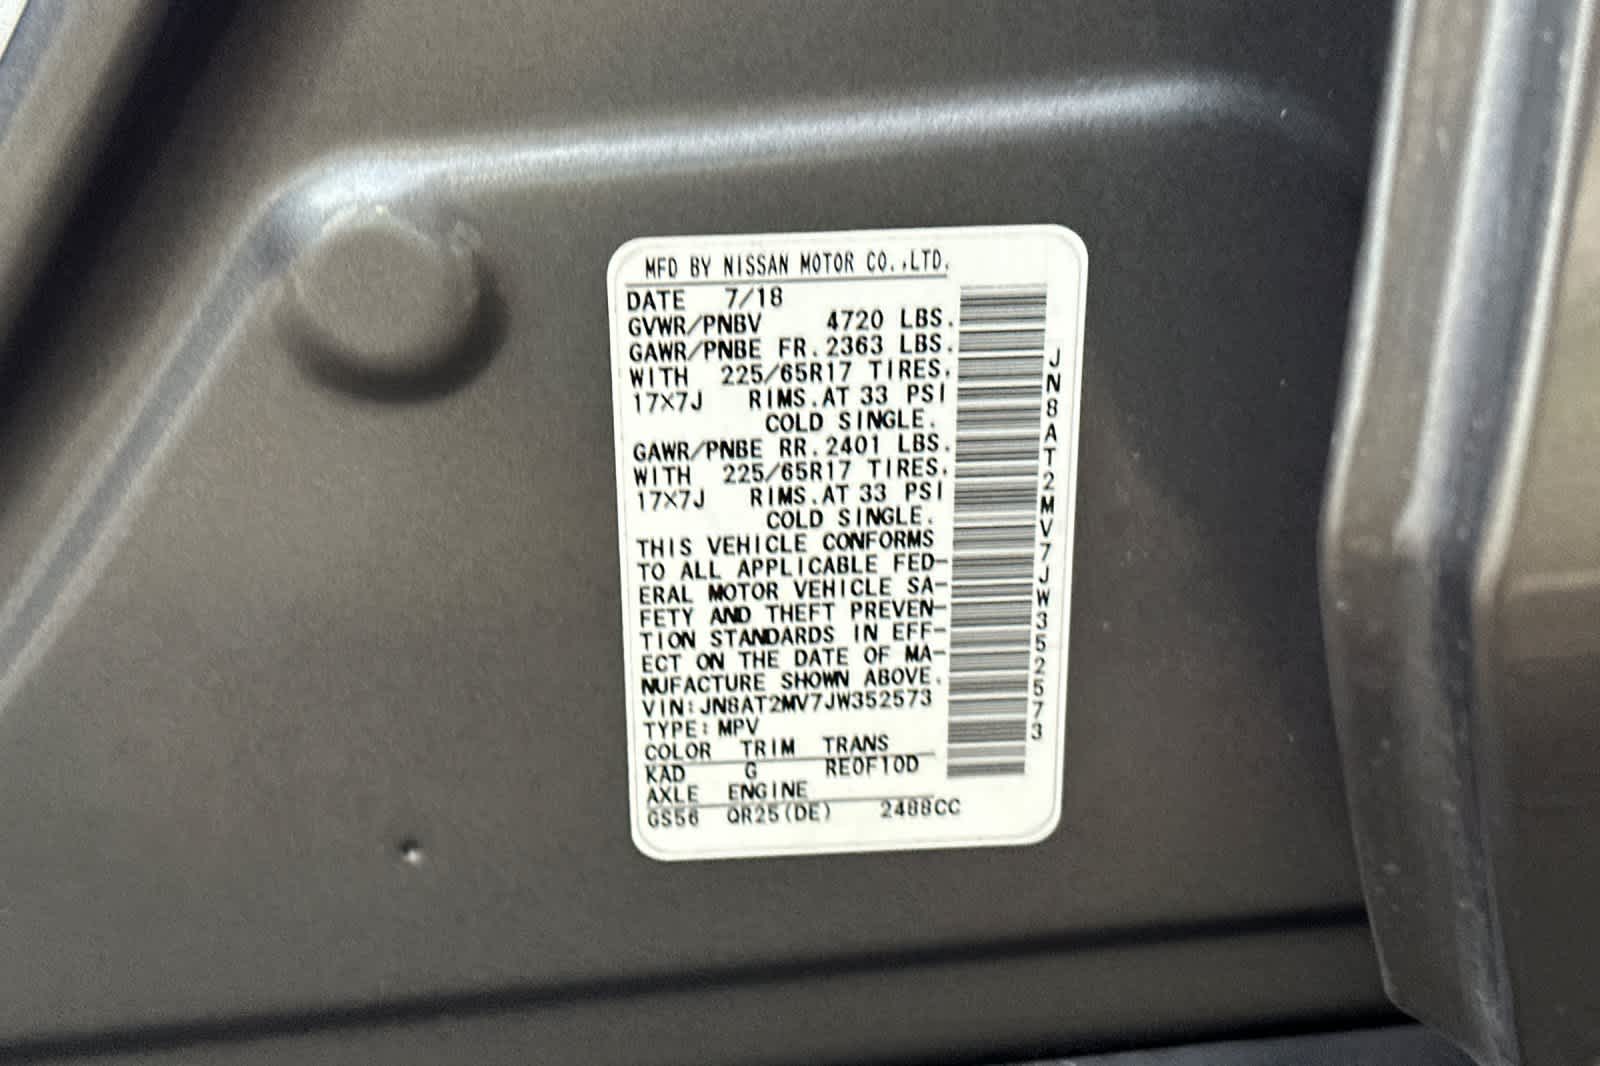 MFD BY NISSAN MOTOR CO.,LTD.
DATE 7/18
GVWR/PNBV 4720 LBS.
GAWR/PNBE FR.2363 LBS.
WITH 225/65R17 TIRES,
17X7J RIMS.AT 33 PSI
COLD SINGLE.
GAWR/PNBE RR.2401 LBS.
WITH 225/65R17 TIRES.
17X7J RIMS.AT 33 PSI
COLD SINGLE.
THIS VEHICLE CONFORMS
TO ALL APPLICABLE FED-
ERAL MOTOR VEHICLE SA-
FETY AND THEFT PREVEN-
TION STANDARDS IN EFF-
ECT ON THE DATE OF MA-
NUFACTURE SHOWN ABOVE.
VIN:JN8AT2MV7JW352573
TYPE:MPV
COLOR TRIM TRANS
KAD G RE0F10D
AXLE ENGINE
GS56 QR25(DE) 2488CC
JN8AT2MV7JW352573